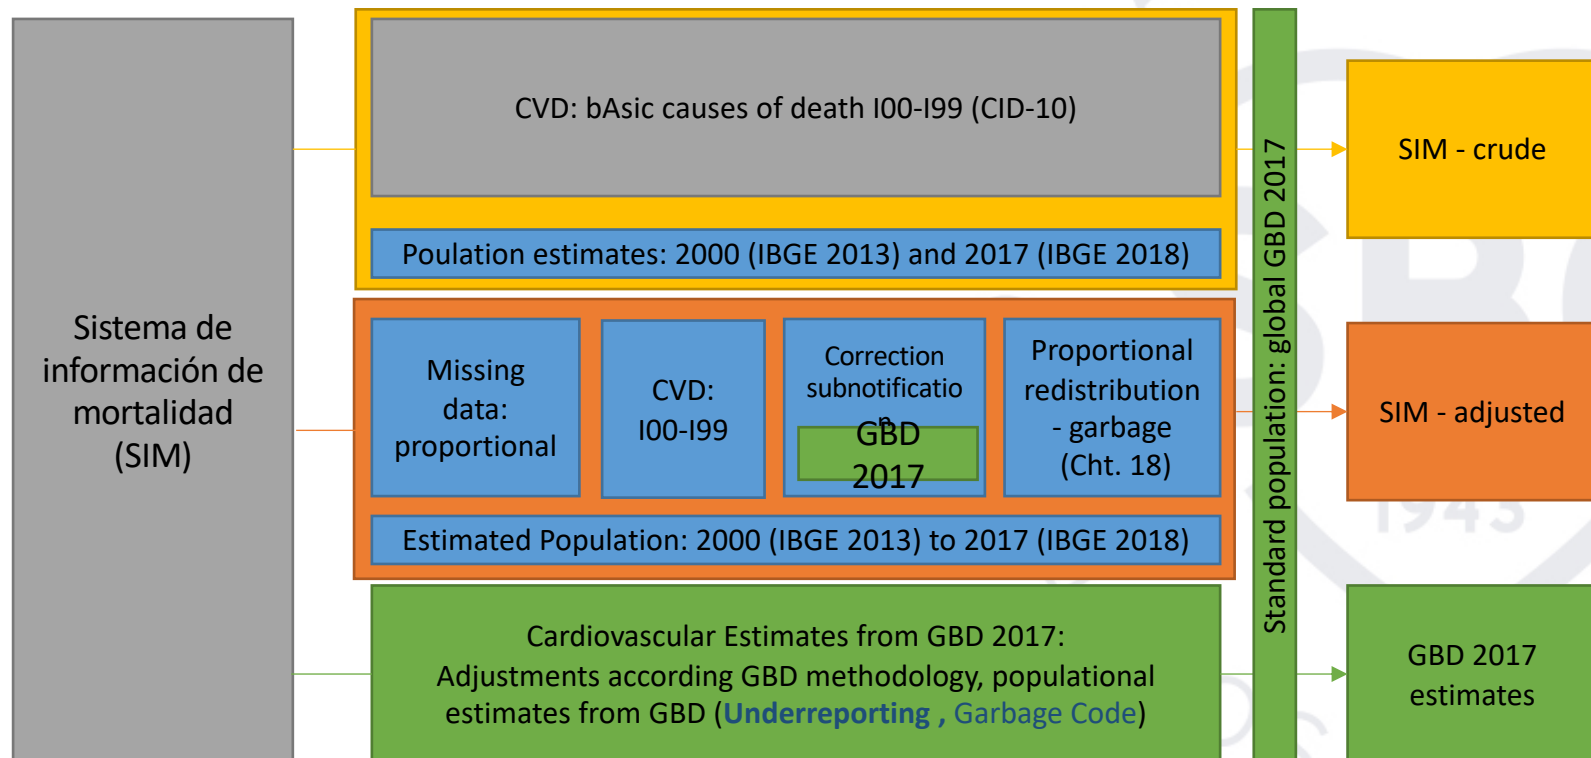 Sistema de
información de
mortalidad
(SIM)
CVD: bAsic causes of death I00-I99 (CID-10)
Poulation estimates: 2000 (IBGE 2013) and 2017 (IBGE 2018)
Missing
data:
proportional
CVD:
I00-I99
Correction
subnotificatio
n
GBD
2017
Proportional
redistribution
- garbage
(Cht. 18)
Estimated Population: 2000 (IBGE 2013) to 2017 (IBGE 2018)
Cardiovascular Estimates from GBD 2017:
Adjustments according GBD methodology, populational
estimates from GBD (Underreporting , Garbage Code)
Standard population: global GBD 2017
SIM - crude
SIM - adjusted
GBD 2017
estimates
SBC
1943